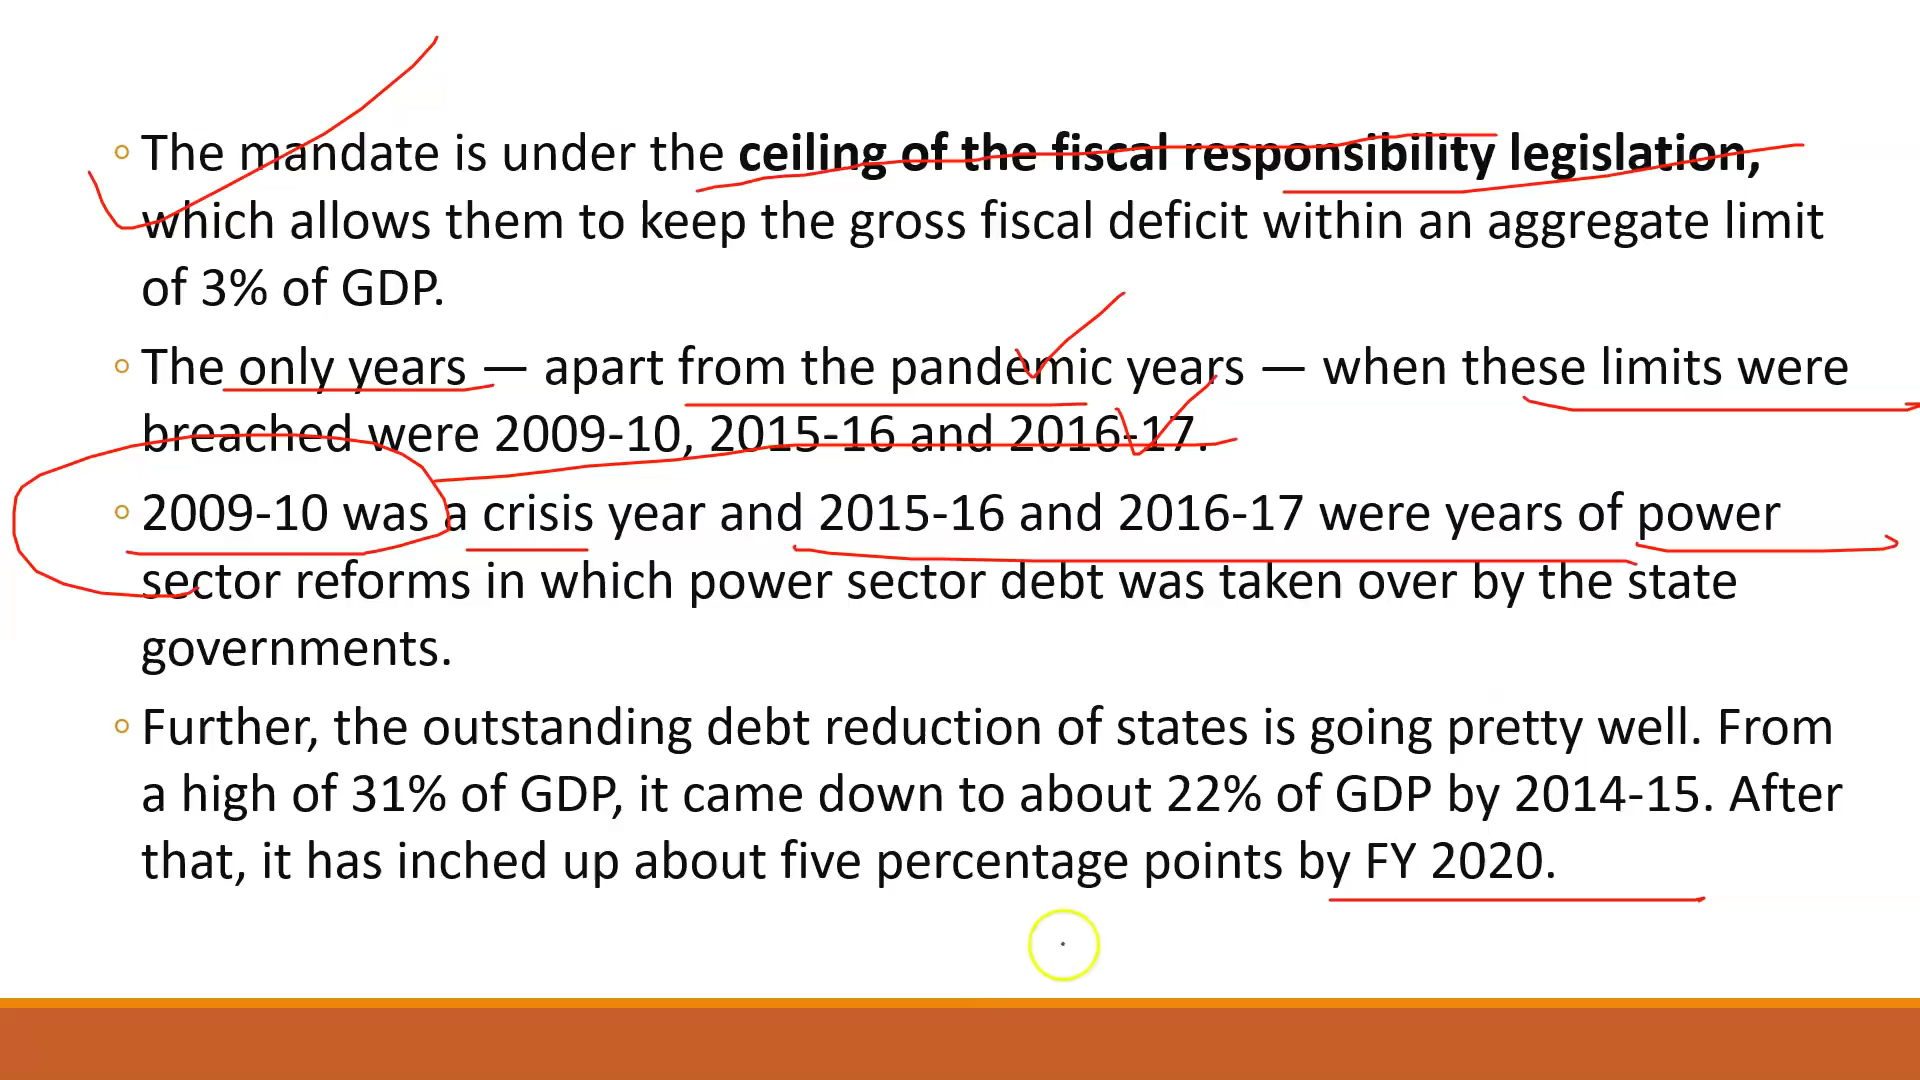 ◦ The mandate is under the ceiling of the fiscal responsibility legislation,
which allows them to keep the gross fiscal deficit within an aggregate limit
of 3% of GDP.
◦ The only years — apart from the pandemic years — when these limits were
breached were 2009-10, 2015-16 and 2016-17.
◦ 2009-10 was a crisis year and 2015-16 and 2016-17 were years of power
sector reforms in which power sector debt was taken over by the state
governments.
◦ Further, the outstanding debt reduction of states is going pretty well. From
a high of 31% of GDP, it came down to about 22% of GDP by 2014-15. After
that, it has inched up about five percentage points by FY 2020.